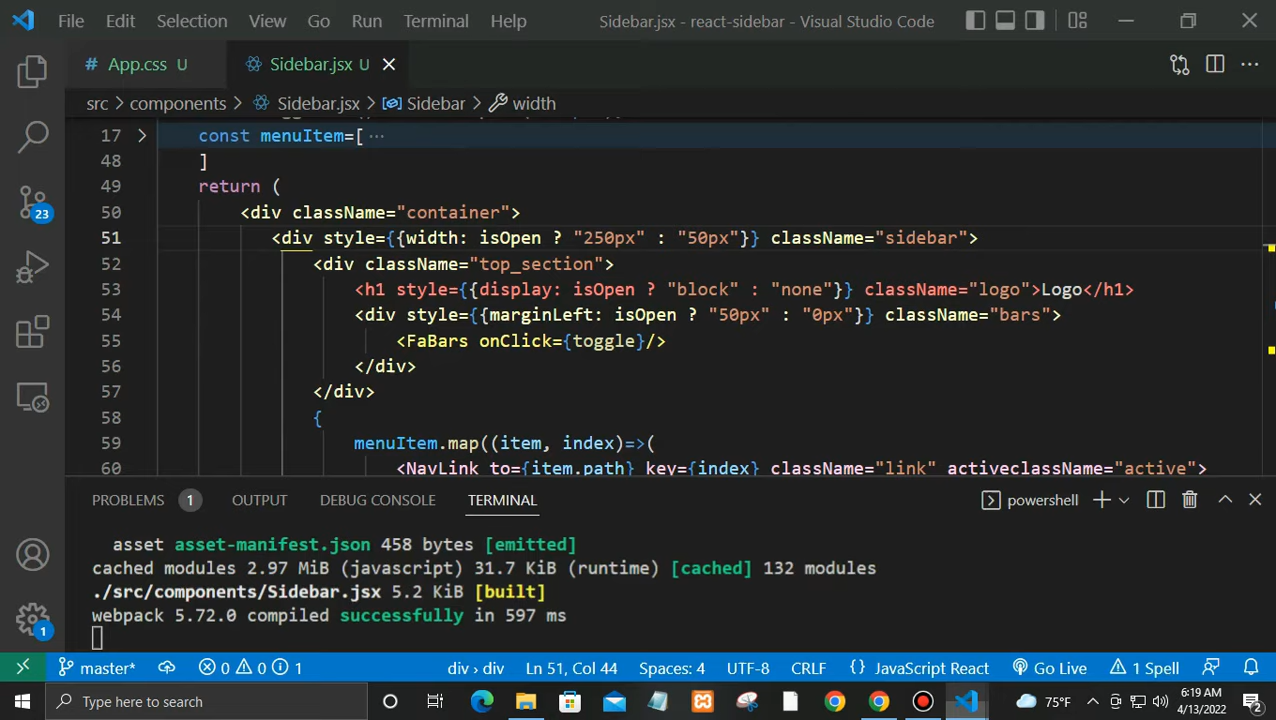 File Edit Selection View Go Run Terminal Help Sidebar.jsx - react-sidebar - Visual Studio Code
# App.css U Sidebar.jsx U
src > components > Sidebar.jsx > Sidebar > width
17 > const menuItem=[ ...
48 ]
49 return (
50 <div className="container">
51 <div style={{width: isOpen ? "250px" : "50px"}} className="sidebar">
52 <div className="top_section">
53 <h1 style={{display: isOpen ? "block" : "none"}} className="logo">Logo</h1>
54 <div style={{marginLeft: isOpen ? "50px" : "0px"}} className="bars">
55 <FaBars onClick={toggle}/>
56 </div>
57 </div>
58 {
59 menuItem.map((item, index)=>(
60 <NavLink to={item.path} key={index} className="link" activeclassName="active">
23
1
PROBLEMS 1 OUTPUT DEBUG CONSOLE TERMINAL powershell
asset asset-manifest.json 458 bytes [emitted]
cached modules 2.97 MiB (javascript) 31.7 KiB (runtime) [cached] 132 modules
./src/components/Sidebar.jsx 5.2 KiB [built]
webpack 5.72.0 compiled successfully in 597 ms
master* 0 0 1 div › div Ln 51, Col 44 Spaces: 4 UTF-8 CRLF {} JavaScript React Go Live 1 Spell
Type here to search 75°F 6:19 AM
4/13/2022 2